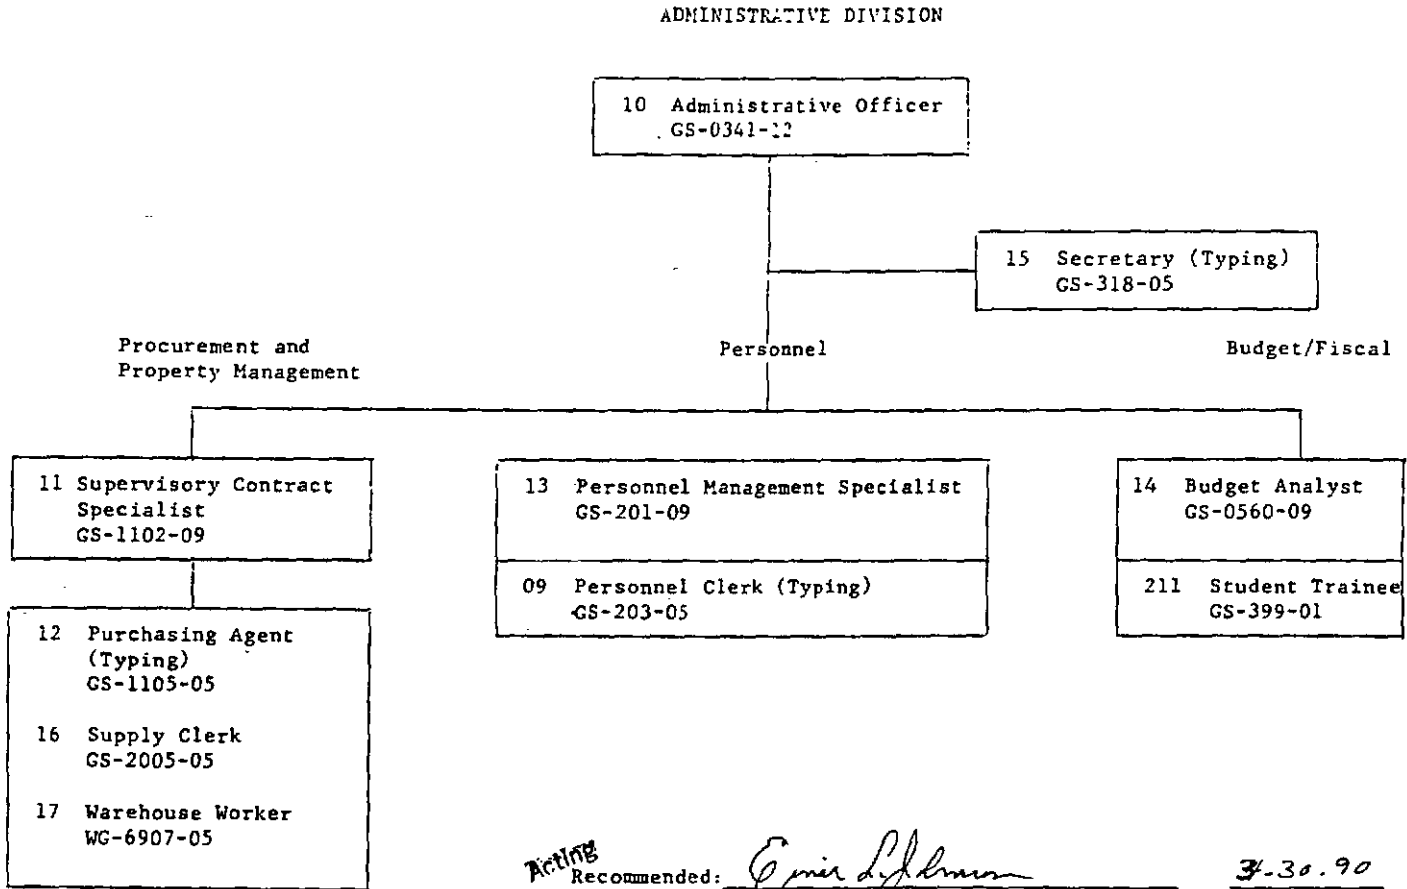 ADMINISTRATIVE DIVISION
10 Administrative Officer
GS-0341-12
15 Secretary (Typing)
GS-318-05
Procurement and
Property Management
Personnel
Budget/Fiscal
11 Supervisory Contract
Specialist
GS-1102-09
13 Personnel Management Specialist
GS-201-09
14 Budget Analyst
GS-0560-09
09 Personnel Clerk (Typing)
GS-203-05
211 Student Trainee
GS-399-01
12 Purchasing Agent
(Typing)
GS-1105-05
16 Supply Clerk
GS-2005-05
17 Warehouse Worker
WG-6907-05
Acting
Recommended: